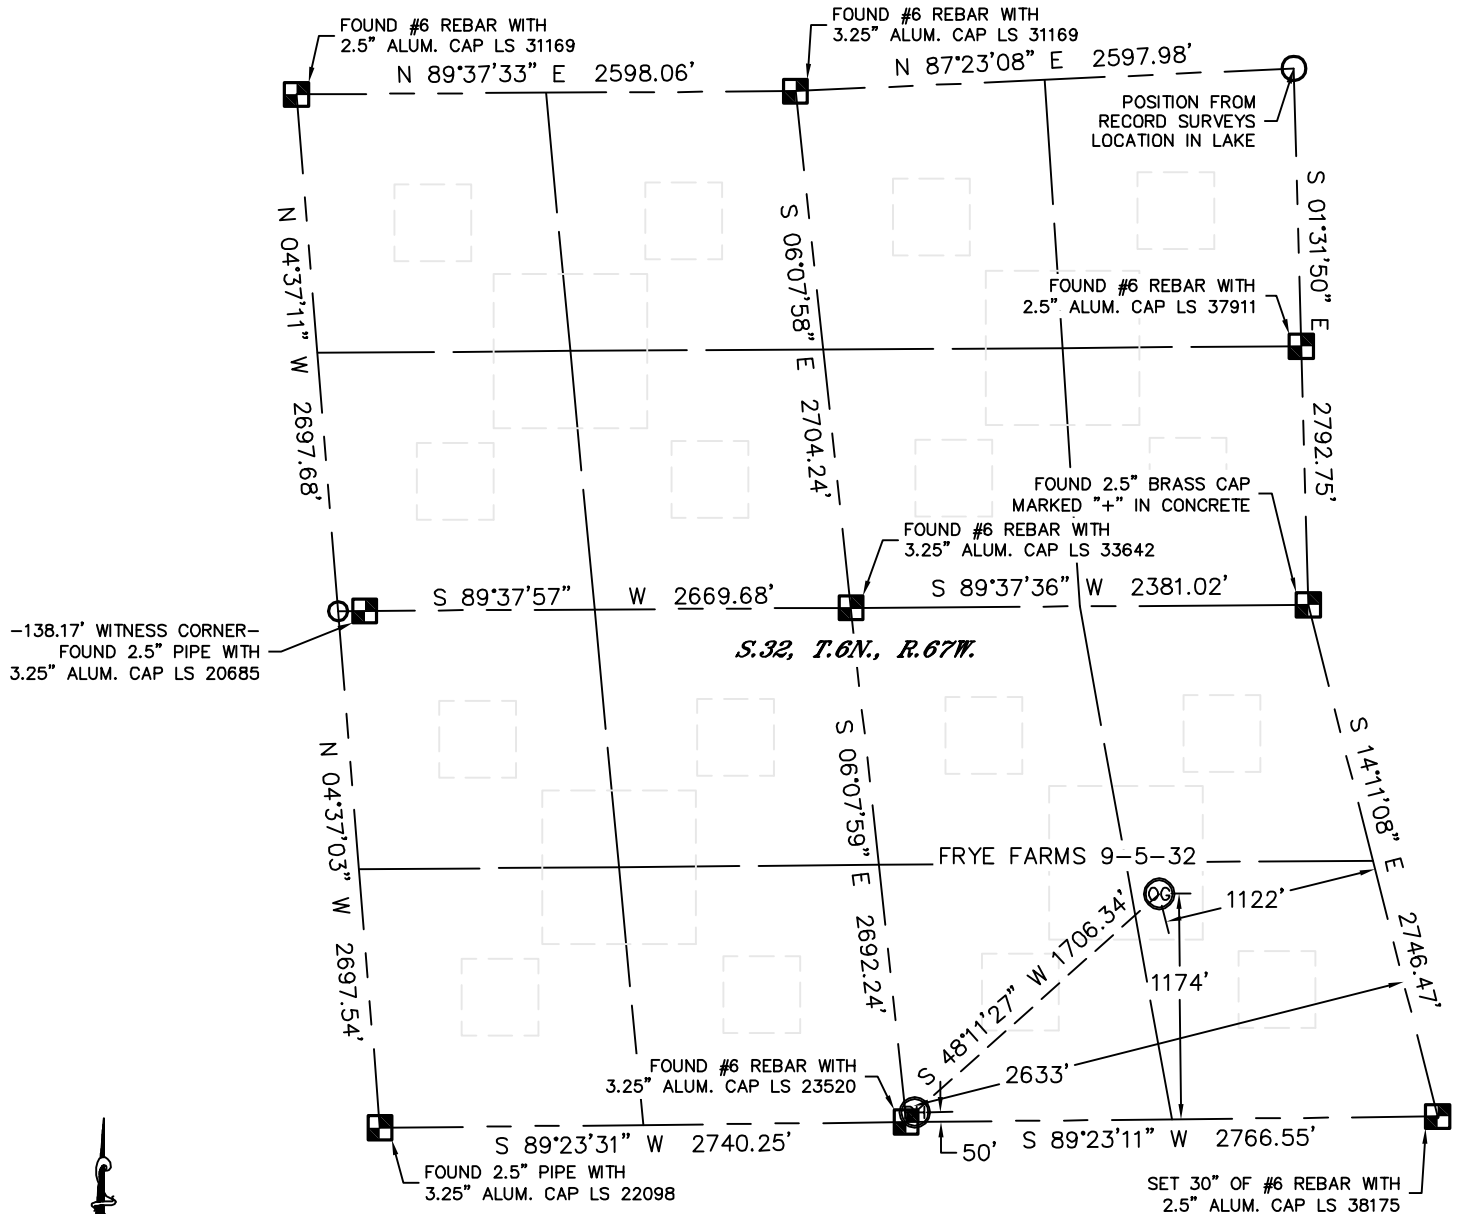 FOUND #6 REBAR WITH
2.5" ALUM. CAP LS 31169
FOUND #6 REBAR WITH
3.25" ALUM. CAP LS 31169
N 89°37'33" E 2598.06'
N 87°23'08" E 2597.98'
POSITION FROM
RECORD SURVEYS
LOCATION IN LAKE
N 04°37'11" W 2697.68'
S 06°07'58" E 2704.24'
S 01°31'50" E 2792.75'
FOUND #6 REBAR WITH
2.5" ALUM. CAP LS 37911
FOUND 2.5" BRASS CAP
MARKED "+" IN CONCRETE
FOUND #6 REBAR WITH
3.25" ALUM. CAP LS 33642
S 89°37'57" W 2669.68'
S 89°37'36" W 2381.02'
-138.17' WITNESS CORNER-
FOUND 2.5" PIPE WITH
3.25" ALUM. CAP LS 20685
S.32, T.6N., R.67W.
N 04°37'03" W 2697.54'
S 06°07'59" E 2692.24'
S 14°11'08" E 2746.47'
FRYE FARMS 9-5-32
OG
1122'
S 48°11'27" W 1706.34'
1174'
2633'
FOUND #6 REBAR WITH
3.25" ALUM. CAP LS 23520
50'
S 89°23'31" W 2740.25'
S 89°23'11" W 2766.55'
FOUND 2.5" PIPE WITH
3.25" ALUM. CAP LS 22098
SET 30" OF #6 REBAR WITH
2.5" ALUM. CAP LS 38175